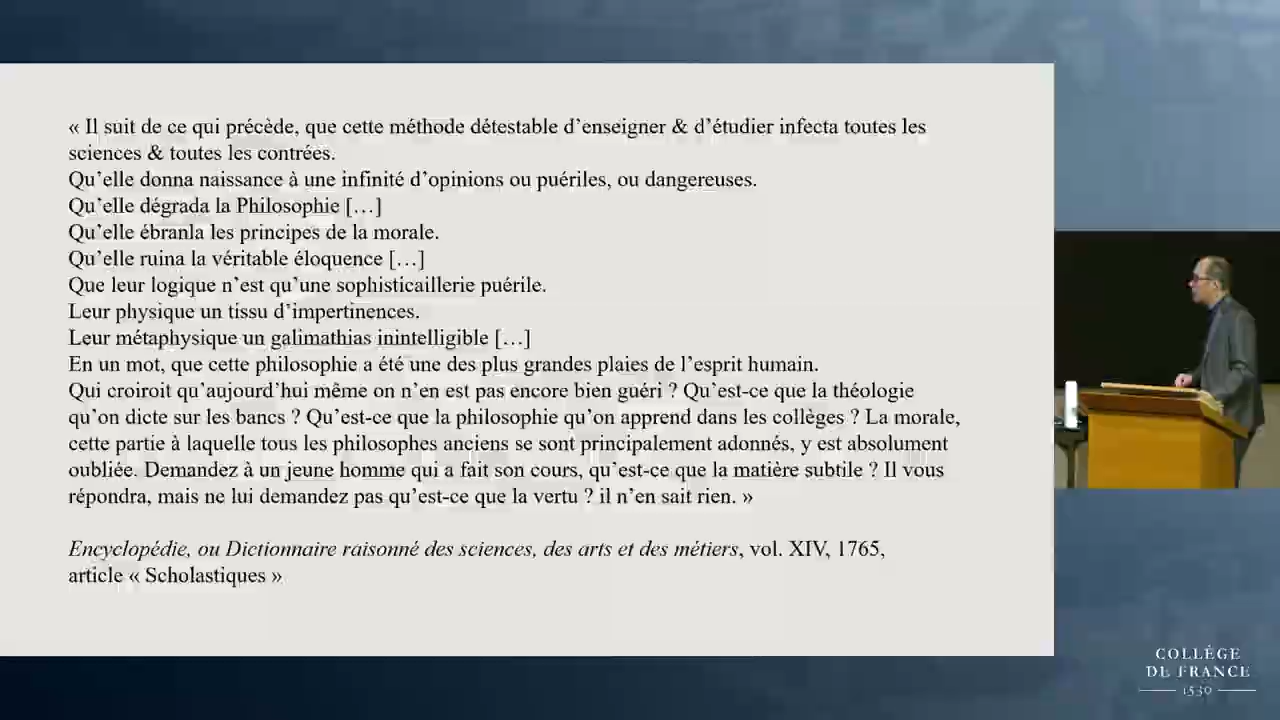 « Il suit de ce qui précède, que cette méthode détestable d’enseigner & d’étudier infecta toutes les
sciences & toutes les contrées.
Qu’elle donna naissance à une infinité d’opinions ou puériles, ou dangereuses.
Qu’elle dégrada la Philosophie […]
Qu’elle ébranla les principes de la morale.
Qu’elle ruina la véritable éloquence […]
Que leur logique n’est qu’une sophisticaillerie puérile.
Leur physique un tissu d’impertinences.
Leur métaphysique un galimathias inintelligible […]
En un mot, que cette philosophie a été une des plus grandes plaies de l’esprit humain.
Qui croiroit qu’aujourd’hui même on n’en est pas encore bien guéri ? Qu’est-ce que la théologie
qu’on dicte sur les bancs ? Qu’est-ce que la philosophie qu’on apprend dans les collèges ? La morale,
cette partie à laquelle tous les philosophes anciens se sont principalement adonnés, y est absolument
oubliée. Demandez à un jeune homme qui a fait son cours, qu’est-ce que la matière subtile ? Il vous
répondra, mais ne lui demandez pas qu’est-ce que la vertu ? il n’en sait rien. »
Encyclopédie, ou Dictionnaire raisonné des sciences, des arts et des métiers, vol. XIV, 1765,
article « Scholastiques »
COLLÈGE
DE FRANCE
1530